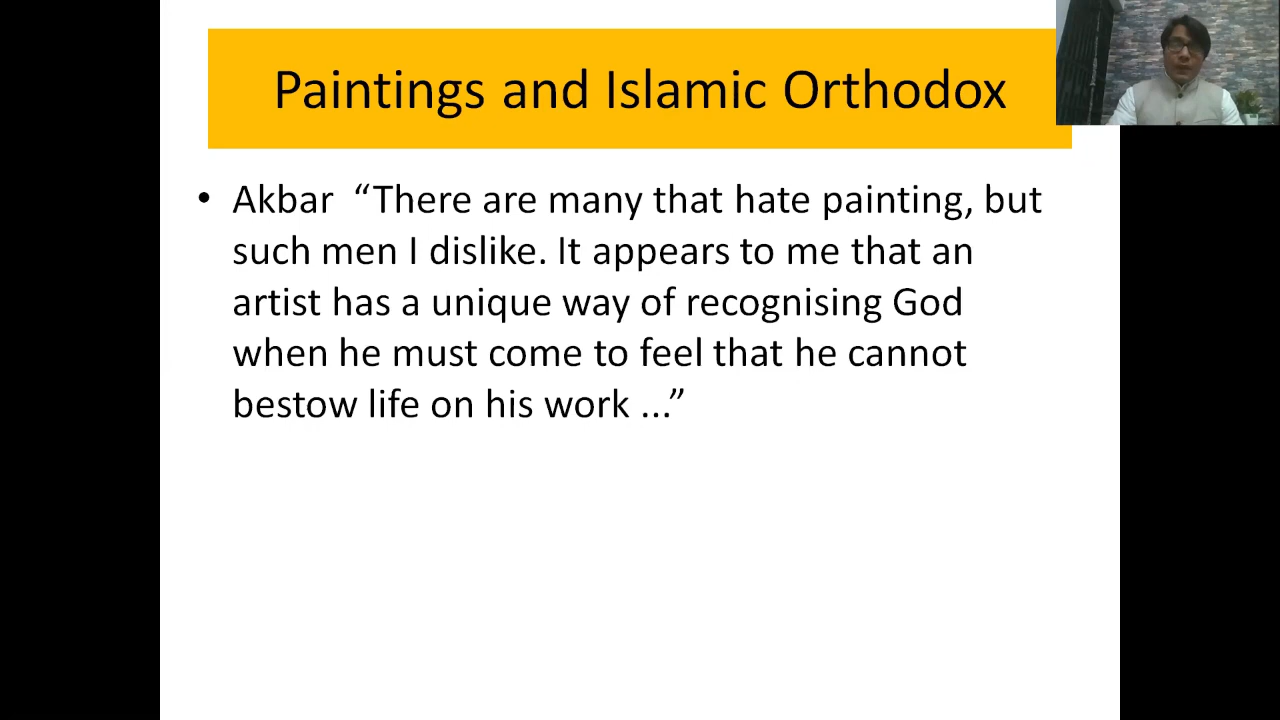 Paintings and Islamic Orthodox
• Akbar “There are many that hate painting, but
such men I dislike. It appears to me that an
artist has a unique way of recognising God
when he must come to feel that he cannot
bestow life on his work ...”